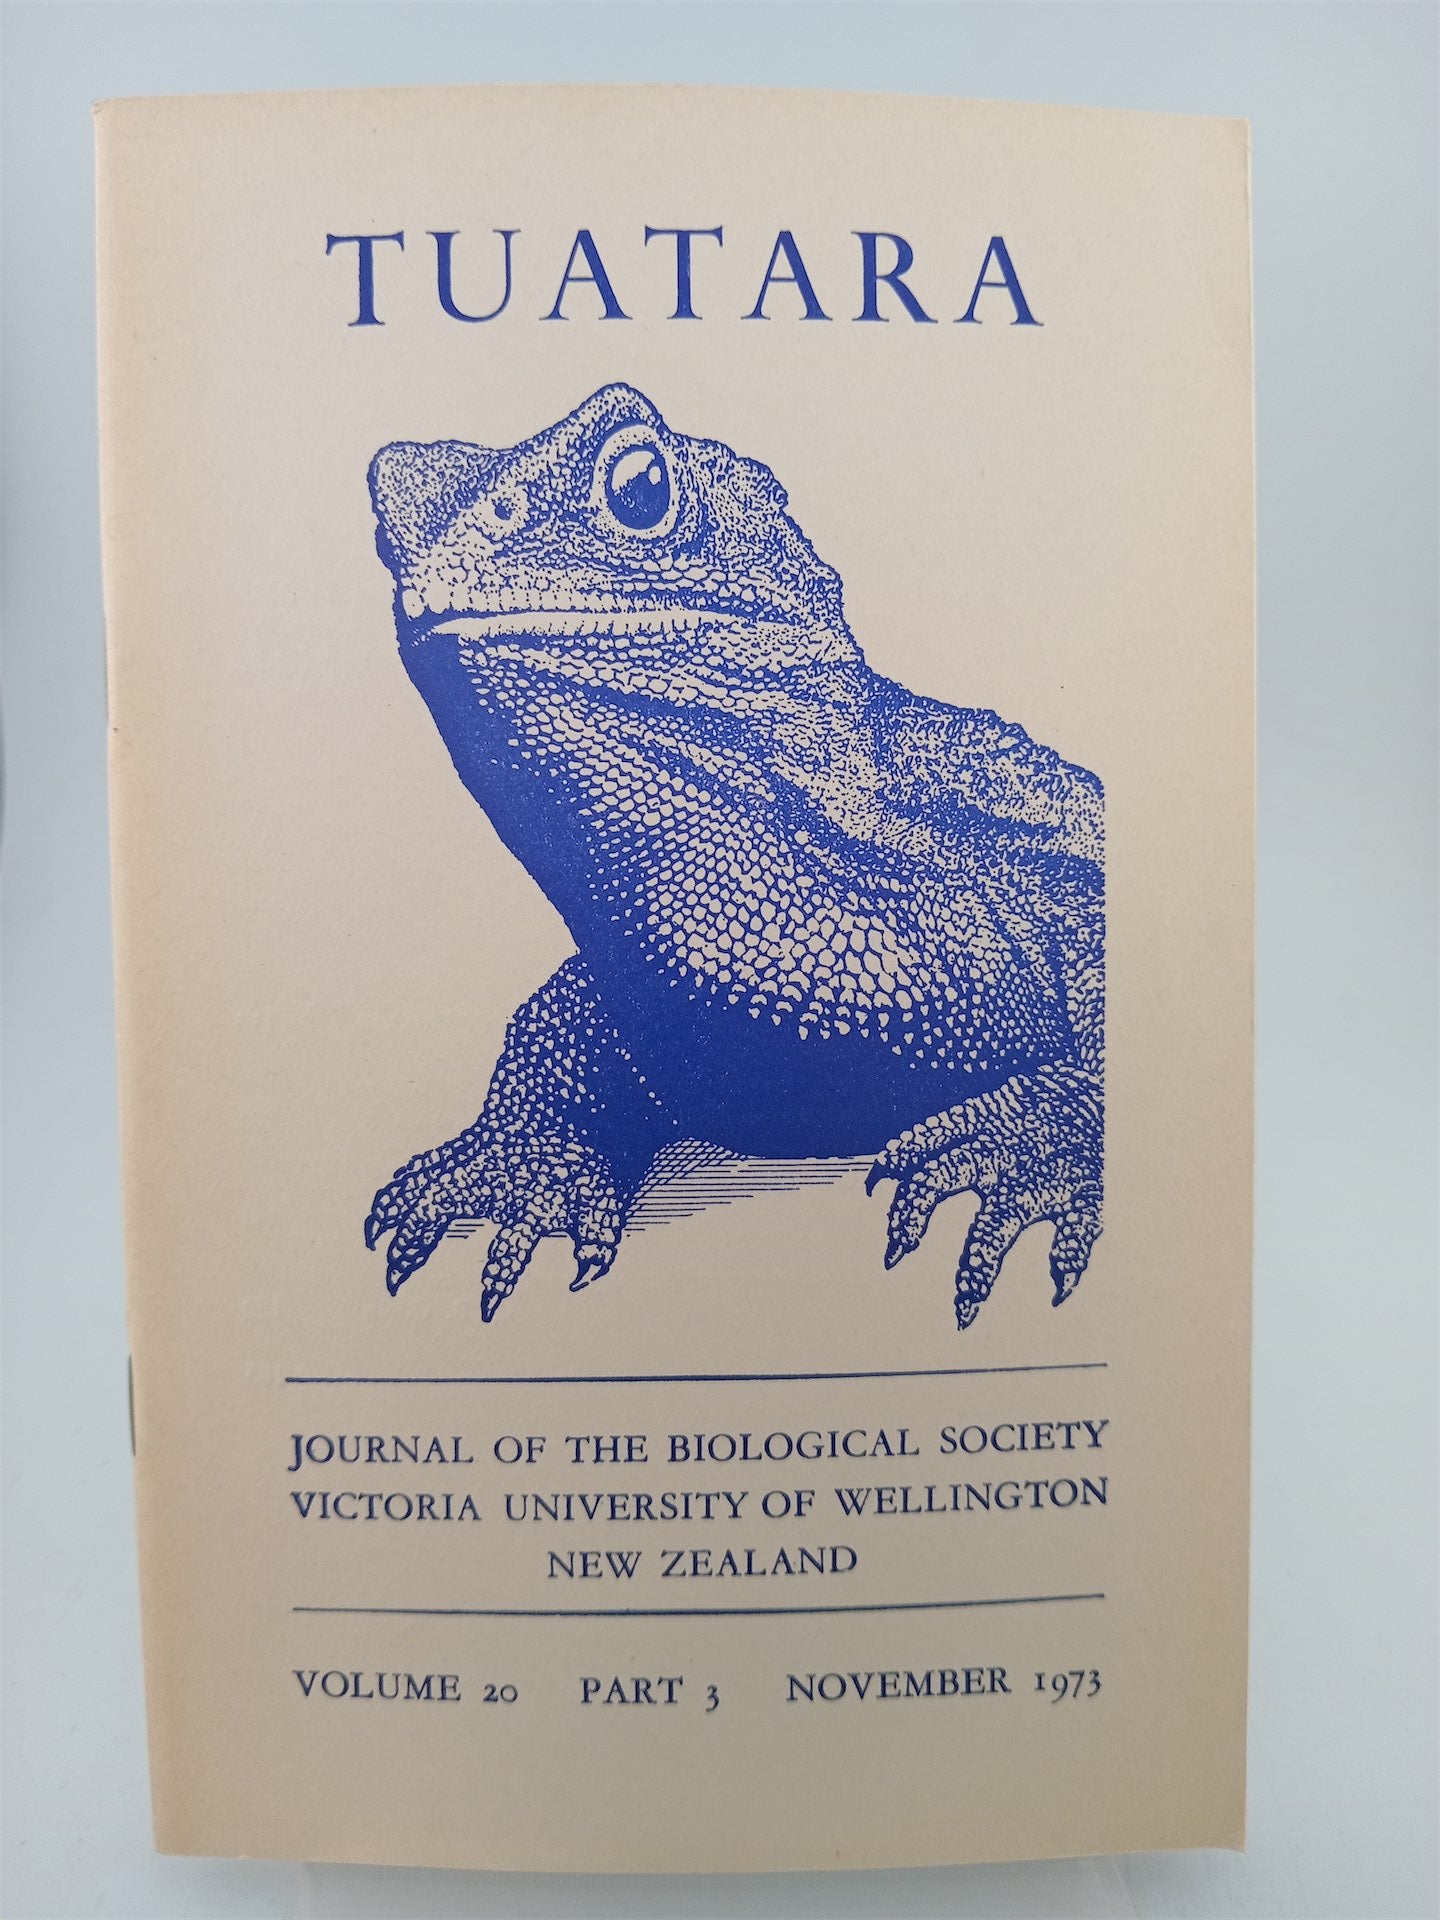 TUATARA
JOURNAL OF THE BIOLOGICAL SOCIETY
VICTORIA UNIVERSITY OF WELLINGTON
NEW ZEALAND
VOLUME 20 PART 3 NOVEMBER 1973